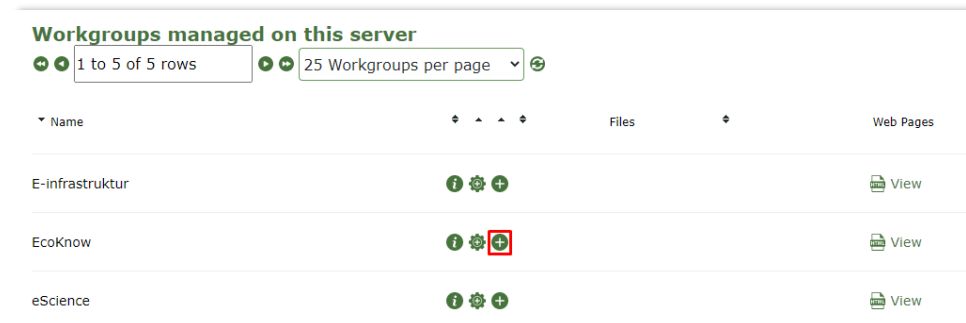 Workgroups managed on this server
1 to 5 of 5 rows 25 Workgroups per page
Name Files Web Pages
E-infrastruktur View
EcoKnow View
eScience View